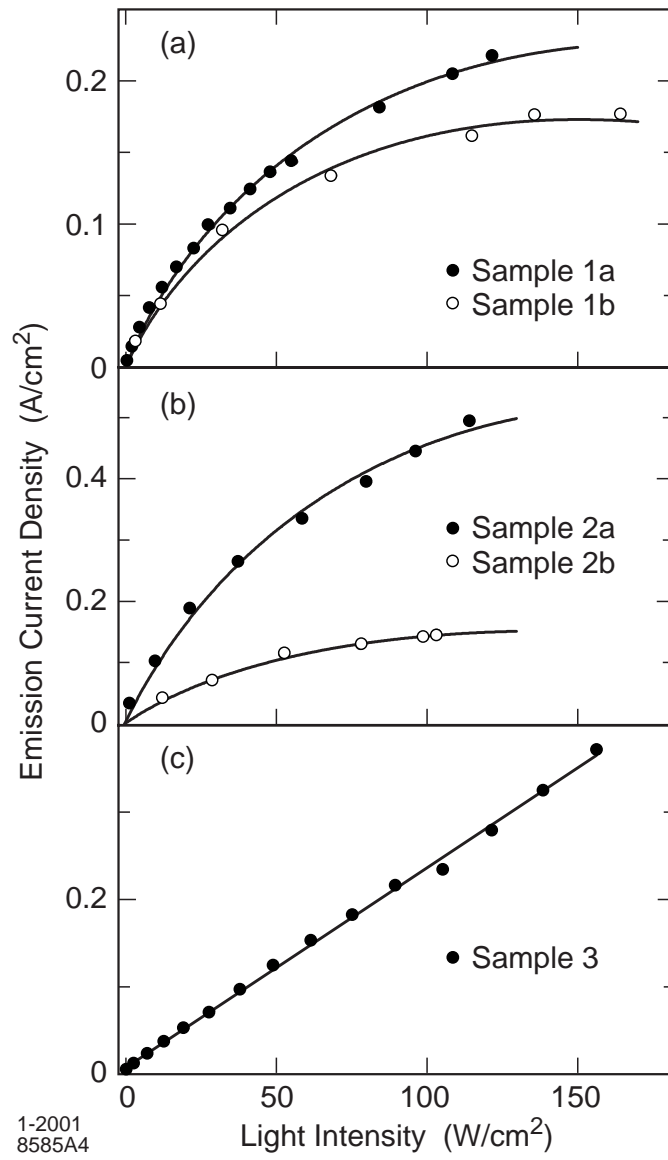 (a)
0.2
0.1
0
Sample 1a
Sample 1b
(b)
0.4
0.2
0
Sample 2a
Sample 2b
(c)
0.2
0
Sample 3
0 50 100 150
Light Intensity (W/cm²)
Emission Current Density (A/cm²)
1-2001
8585A4